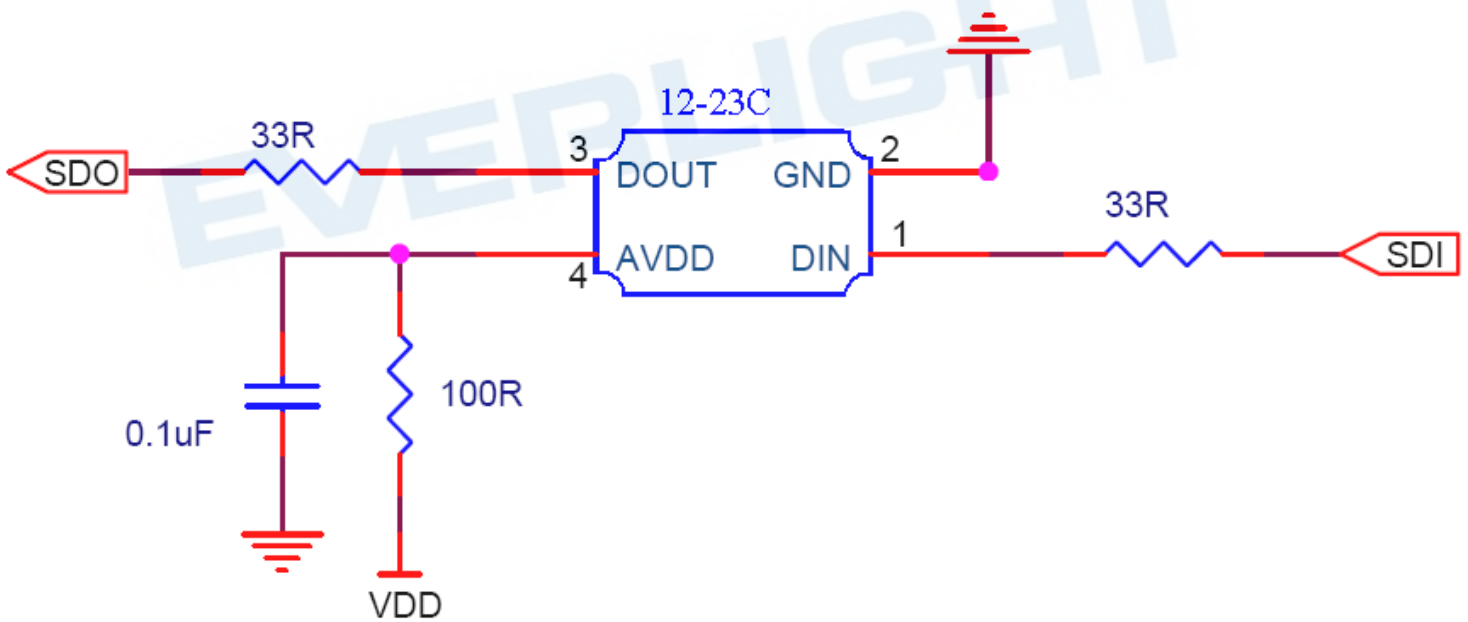 EVERLIGHT
12-23C
33R
3
2
SDO
DOUT
GND
33R
1
AVDD
DIN
SDI
4
100R
0.1uF
VDD